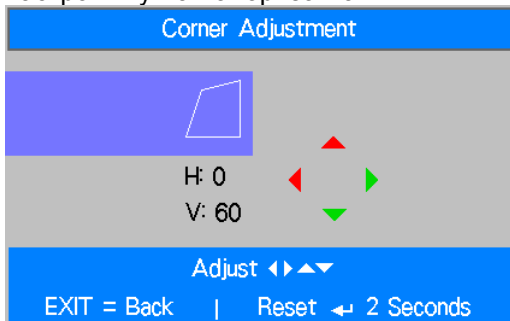 Corner Adjustment
H: 0
V: 60
Adjust ◂▸▴▾
EXIT = Back | Reset ↵ 2 Seconds